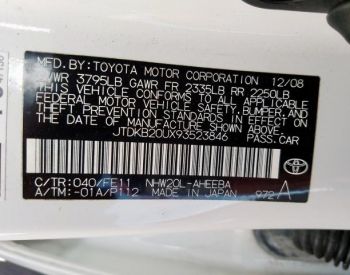 MFD.BY: TOYOTA MOTOR CORPORATION 12/08
GVWR 3795LB GAWR FR 2335LB RR 2250LB
THIS VEHICLE CONFORMS TO ALL APPLICABLE
FEDERAL MOTOR VEHICLE SAFETY, BUMPER, AND
THEFT PREVENTION STANDARDS IN EFFECT ON
THE DATE OF MANUFACTURE SHOWN ABOVE.
JTDKB20UX93523846 PASS.CAR
C/TR:040/FE11 NHW20L-AHEEBA
A/TM:-01A/P112 MADE IN JAPAN 972A
TOYOTA